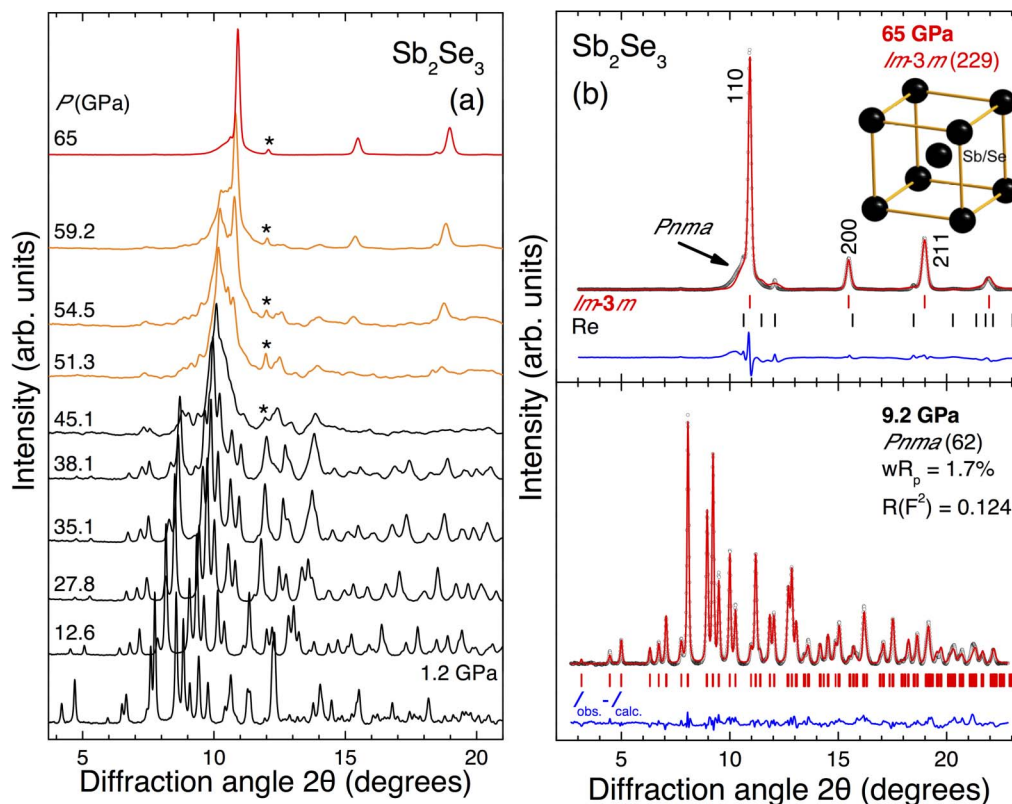 Sb2Se3
(a)
P (GPa)
65
*
59.2
*
54.5
*
51.3
*
45.1
*
38.1
35.1
27.8
12.6
1.2 GPa
5 10 15 20
Diffraction angle 2θ (degrees)
Intensity (arb. units)
Sb2Se3
(b)
65 GPa
Im-3m (229)
Sb/Se
110
Pnma
200
211
Im-3m
Re
Intensity (arb. units)
9.2 GPa
Pnma (62)
wRp = 1.7%
R(F2) = 0.124
Iobs.-Icalc.
5 10 15 20
Diffraction angle 2θ (degrees)